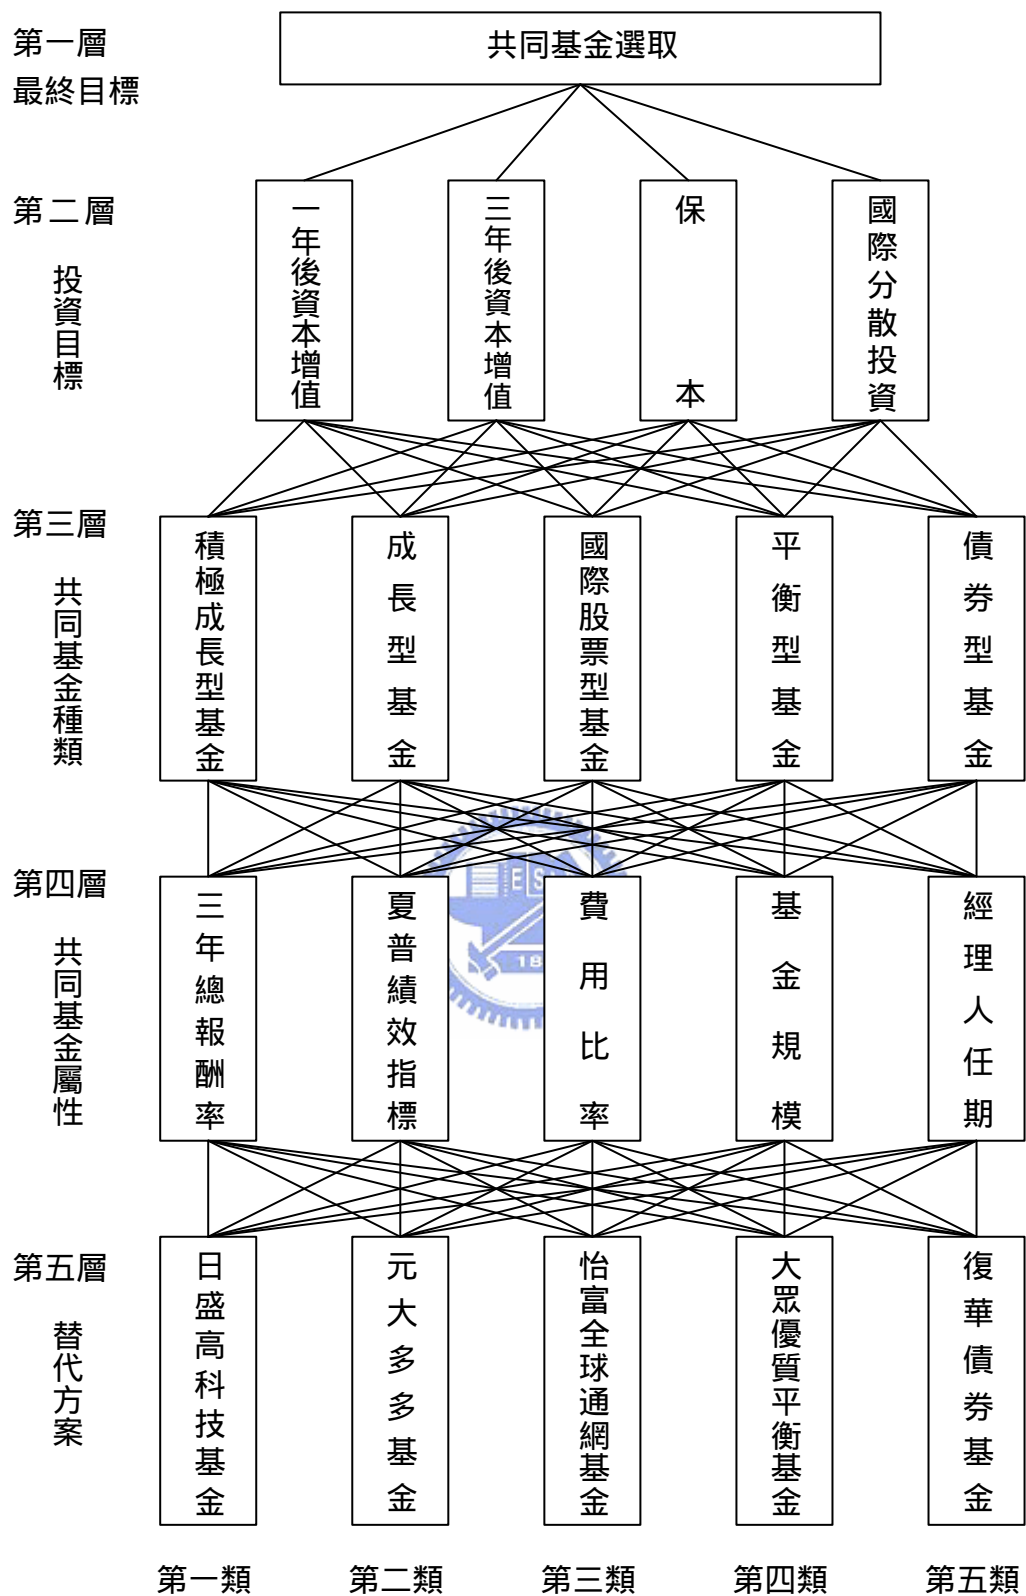 第一層
最終目標
共同基金選取
第二層
投資目標
一年後資本增值
三年後資本增值
保本
國際分散投資
第三層
共同基金種類
積極成長型基金
成長型基金
國際股票型基金
平衡型基金
債券型基金
第四層
共同基金屬性
三年總報酬率
夏普績效指標
費用比率
基金規模
經理人任期
ES
18
第五層
替代方案
日盛高科技基金
元大多多基金
怡富全球通網基金
大眾優質平衡基金
復華債券基金
第一類
第二類
第三類
第四類
第五類